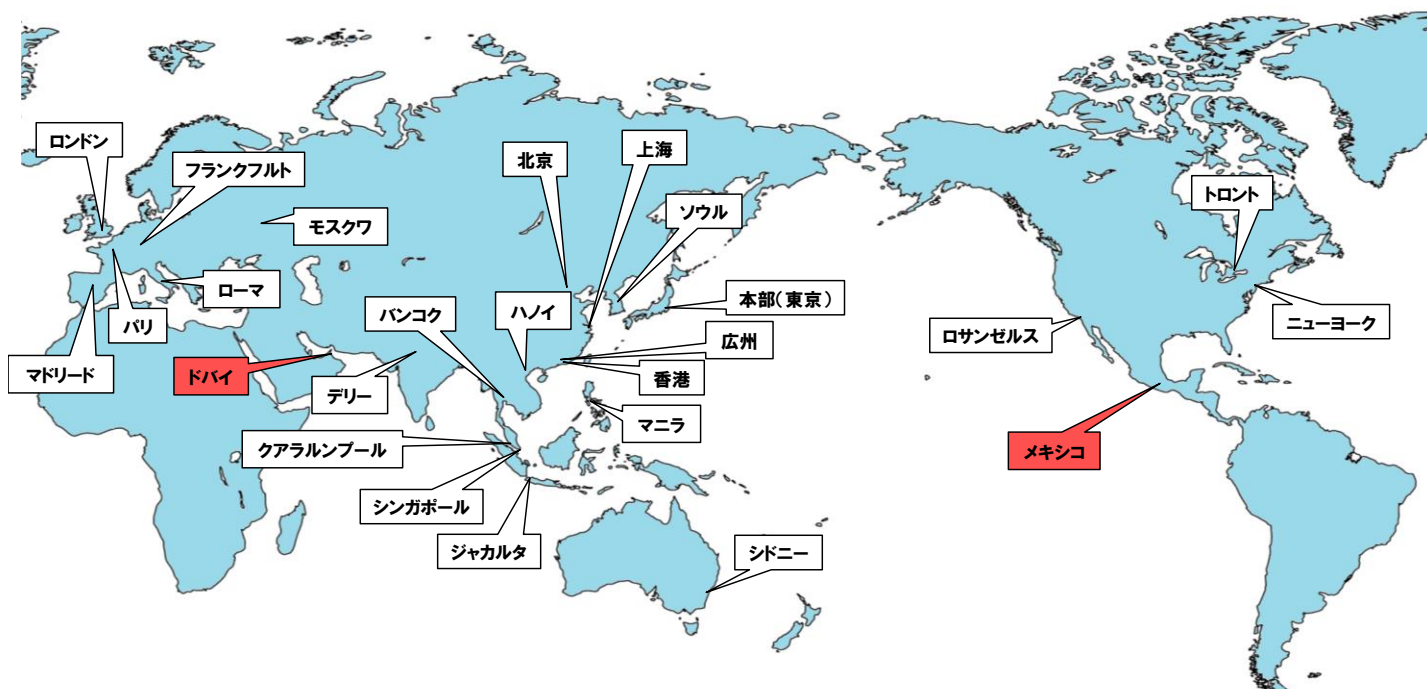 ロンドン
フランクフルト
モスクワ
ローマ
パリ
マドリード
ドバイ
デリー
バンコク
ハノイ
北京
上海
ソウル
本部（東京）
広州
香港
マニラ
クアラルンプール
シンガポール
ジャカルタ
シドニー
トロント
ニューヨーク
ロサンゼルス
メキシコ